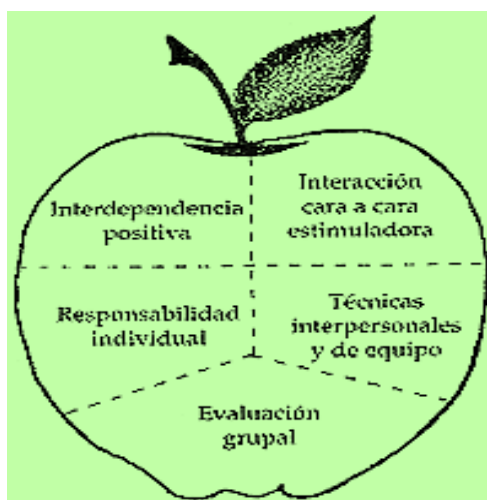 Interdependencia
positiva
Interacción
cara a cara
estimuladora
Responsabilidad
individual
Técnicas
interpersonales
y de equipo
Evaluación
grupal